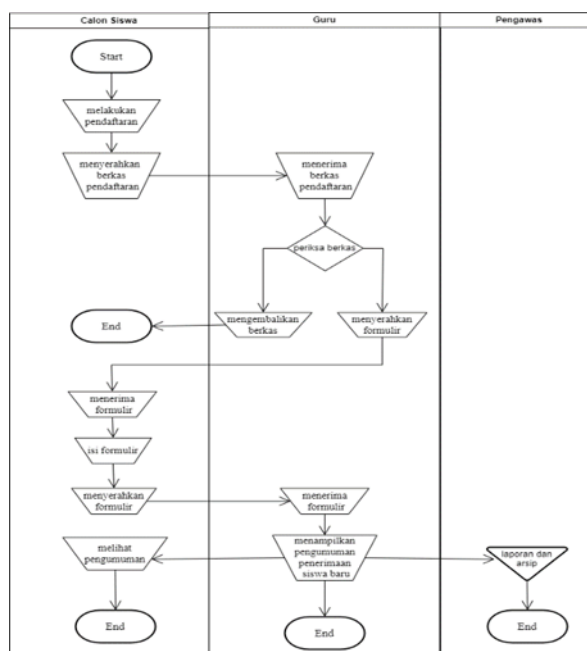 Calon Siswa
Guru
Pengawas
Start
melakukan
pendaftaran
menyerahkan
berkas
pendaftaran
menerima
berkas
pendaftaran
periksa berkas
End
mengembalikan
berkas
menyerahkan
formulir
menerima
formulir
isi formulir
menyerahkan
formulir
menerima
formulir
melihat
pengumuman
menampilkan
pengumuman
penerimaan
siswa baru
laporan dan
arsip
End
End
End